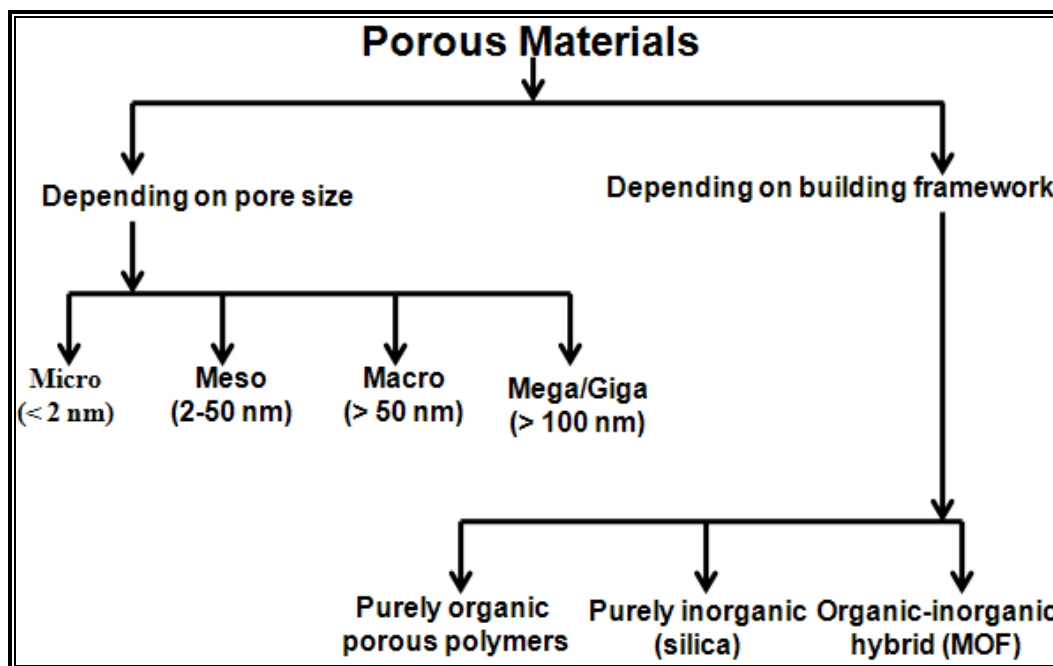 Porous Materials
Depending on pore size
Depending on building framework
Micro
(< 2 nm)
Meso
(2-50 nm)
Macro
(> 50 nm)
Mega/Giga
(> 100 nm)
Purely organic
porous polymers
Purely inorganic
(silica)
Organic-inorganic
hybrid (MOF)